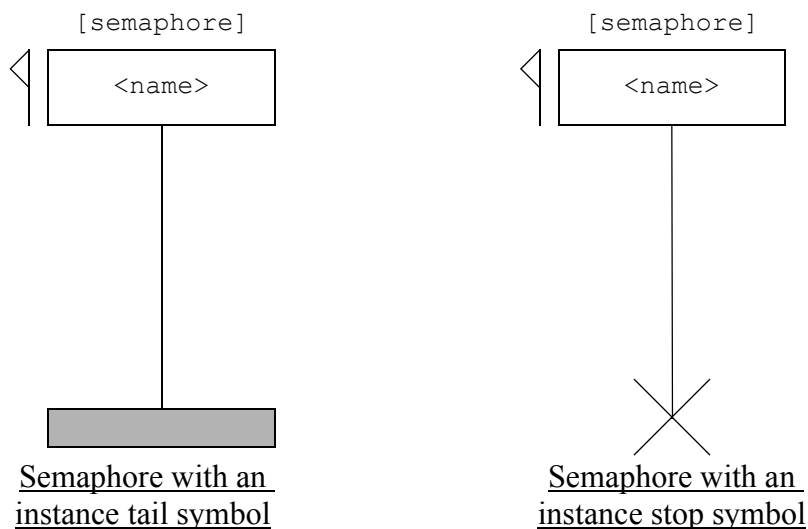 [semaphore]
<name>
Semaphore with an
instance tail symbol
[semaphore]
<name>
Semaphore with an
instance stop symbol